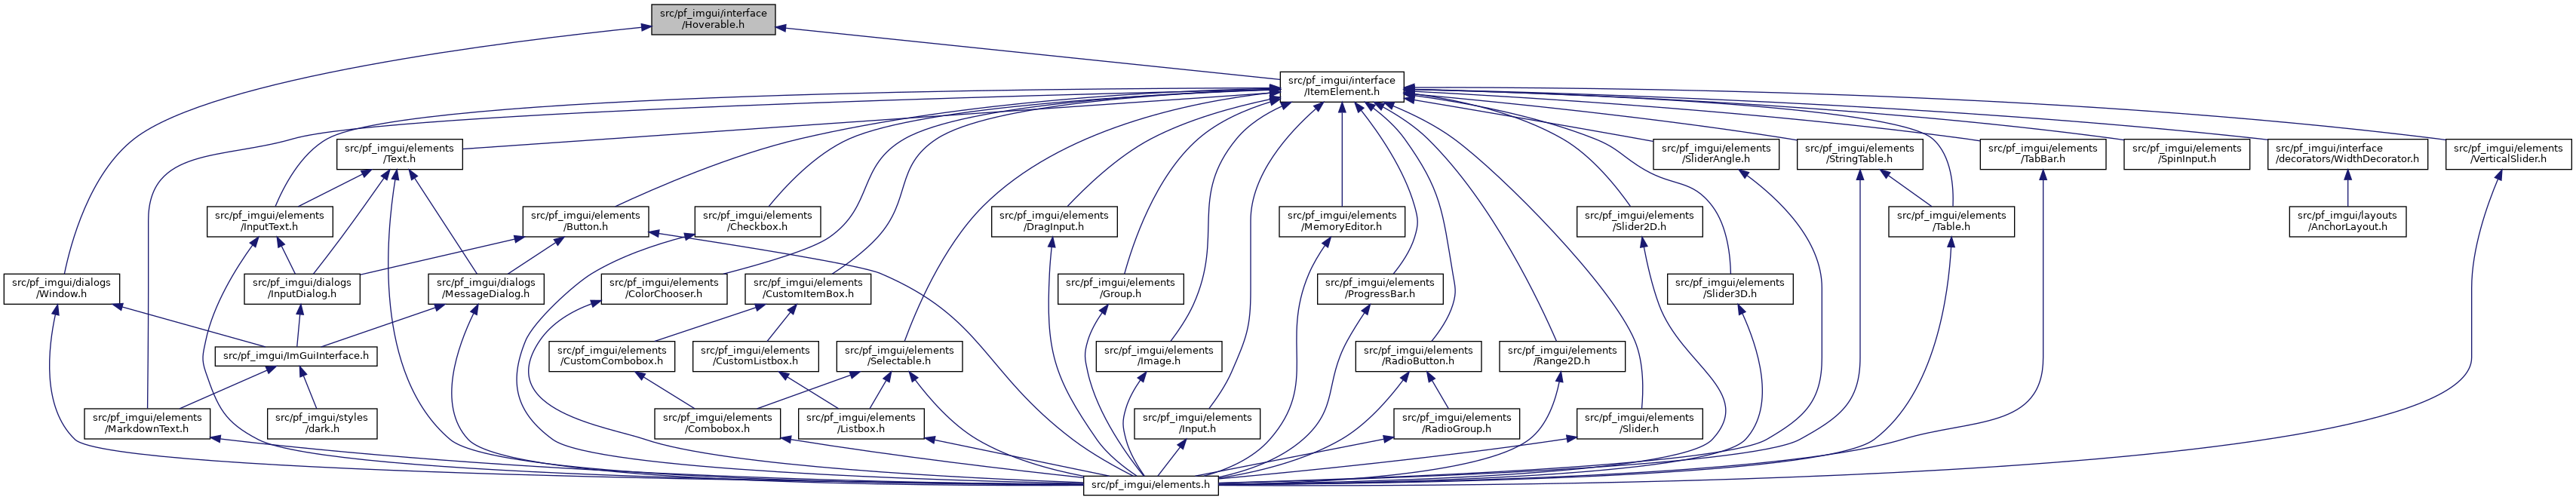 src/pf_imgui/interface
/Hoverable.h
src/pf_imgui/interface
/ItemElement.h
src/pf_imgui/elements
/Text.h
src/pf_imgui/elements
/SliderAngle.h
src/pf_imgui/elements
/StringTable.h
src/pf_imgui/elements
/TabBar.h
src/pf_imgui/elements
/SpinInput.h
src/pf_imgui/interface
/decorators/WidthDecorator.h
src/pf_imgui/elements
/VerticalSlider.h
src/pf_imgui/elements
/InputText.h
src/pf_imgui/elements
/Button.h
src/pf_imgui/elements
/Checkbox.h
src/pf_imgui/elements
/DragInput.h
src/pf_imgui/elements
/MemoryEditor.h
src/pf_imgui/elements
/Slider2D.h
src/pf_imgui/elements
/Table.h
src/pf_imgui/layouts
/AnchorLayout.h
src/pf_imgui/dialogs
/Window.h
src/pf_imgui/dialogs
/InputDialog.h
src/pf_imgui/dialogs
/MessageDialog.h
src/pf_imgui/elements
/ColorChooser.h
src/pf_imgui/elements
/CustomItemBox.h
src/pf_imgui/elements
/Group.h
src/pf_imgui/elements
/ProgressBar.h
src/pf_imgui/elements
/Slider3D.h
src/pf_imgui/ImGuiInterface.h
src/pf_imgui/elements
/CustomCombobox.h
src/pf_imgui/elements
/CustomListbox.h
src/pf_imgui/elements
/Selectable.h
src/pf_imgui/elements
/Image.h
src/pf_imgui/elements
/RadioButton.h
src/pf_imgui/elements
/Range2D.h
src/pf_imgui/elements
/MarkdownText.h
src/pf_imgui/styles
/dark.h
src/pf_imgui/elements
/Combobox.h
src/pf_imgui/elements
/Listbox.h
src/pf_imgui/elements
/Input.h
src/pf_imgui/elements
/RadioGroup.h
src/pf_imgui/elements
/Slider.h
src/pf_imgui/elements.h